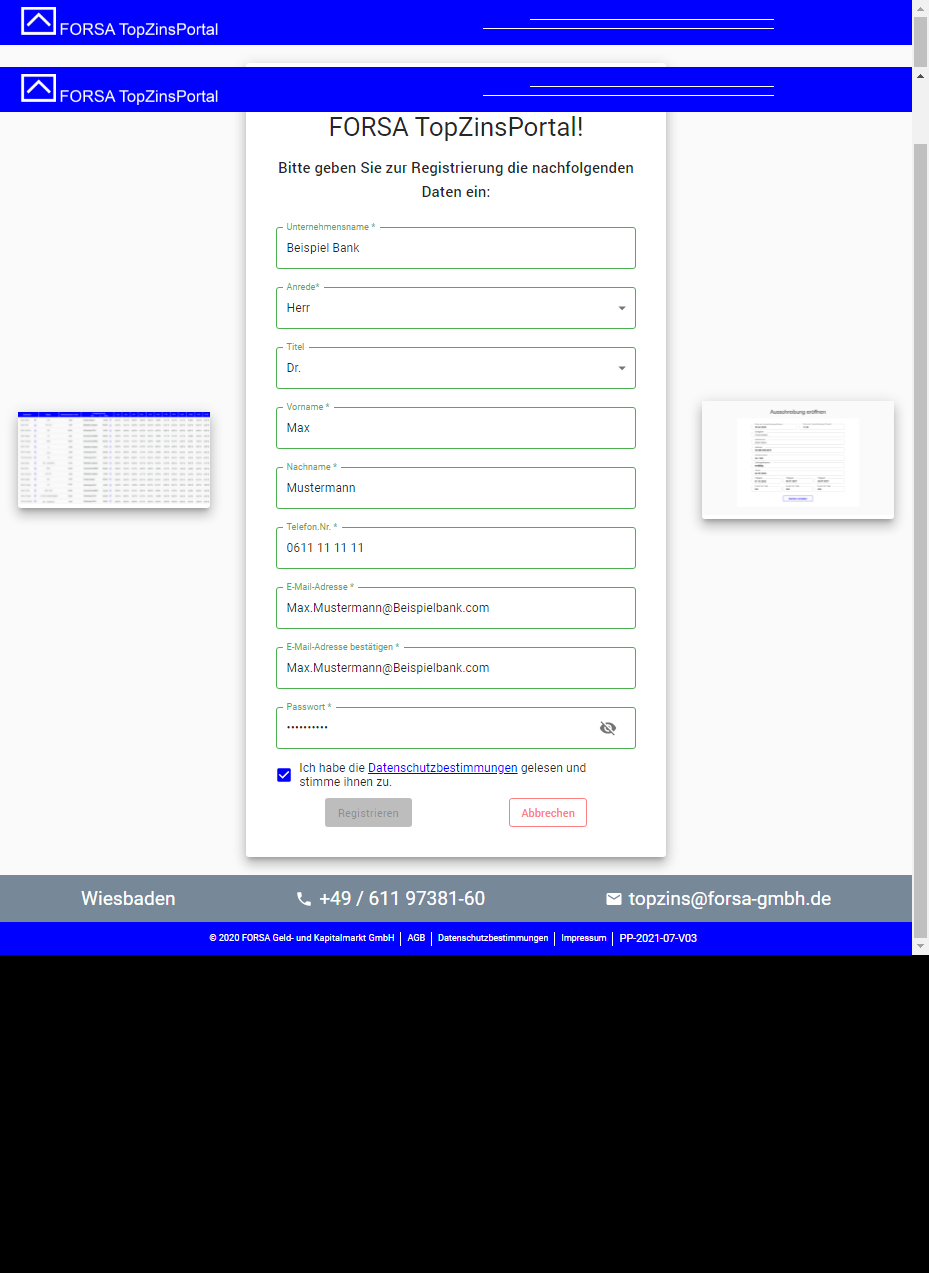 FORSA TopZinsPortal
FORSA TopZinsPortal
FORSA TopZinsPortal!
Bitte geben Sie zur Registrierung die nachfolgenden
Daten ein:
Unternehmensname *
Beispiel Bank
Anrede*
Herr
Titel
Dr.
Vorname *
Max
Nachname *
Mustermann
Telefon.Nr. *
0611 11 11 11
E-Mail-Adresse *
Max.Mustermann@Beispielbank.com
E-Mail-Adresse bestätigen *
Max.Mustermann@Beispielbank.com
Passwort *
••••••••••
Ich habe die Datenschutzbestimmungen gelesen und
stimme ihnen zu.
Registrieren Abbrechen
Ausschreibung eröffnen
Wiesbaden +49 / 611 97381-60 topzins@forsa-gmbh.de
© 2020 FORSA Geld- und Kapitalmarkt GmbH | AGB | Datenschutzbestimmungen | Impressum | PP-2021-07-V03